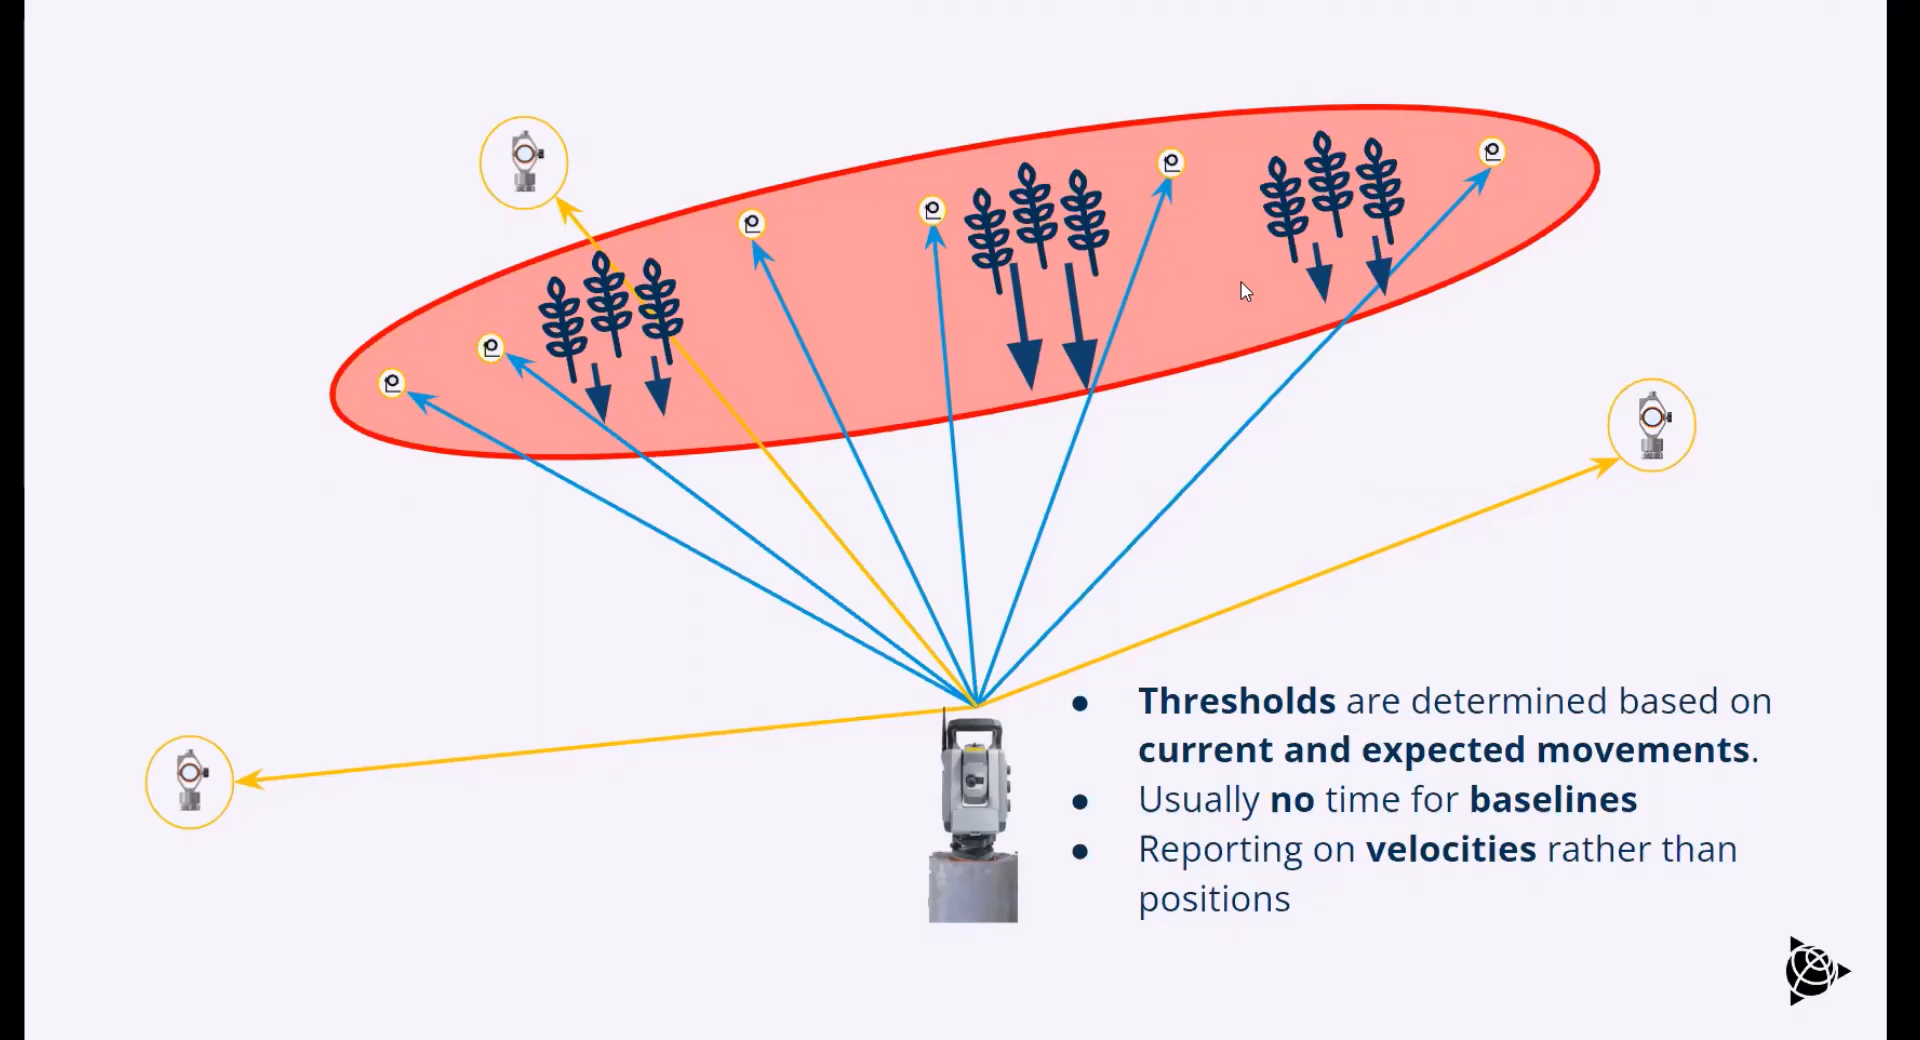 Thresholds are determined based on
current and expected movements.
Usually no time for baselines
Reporting on velocities rather than
positions